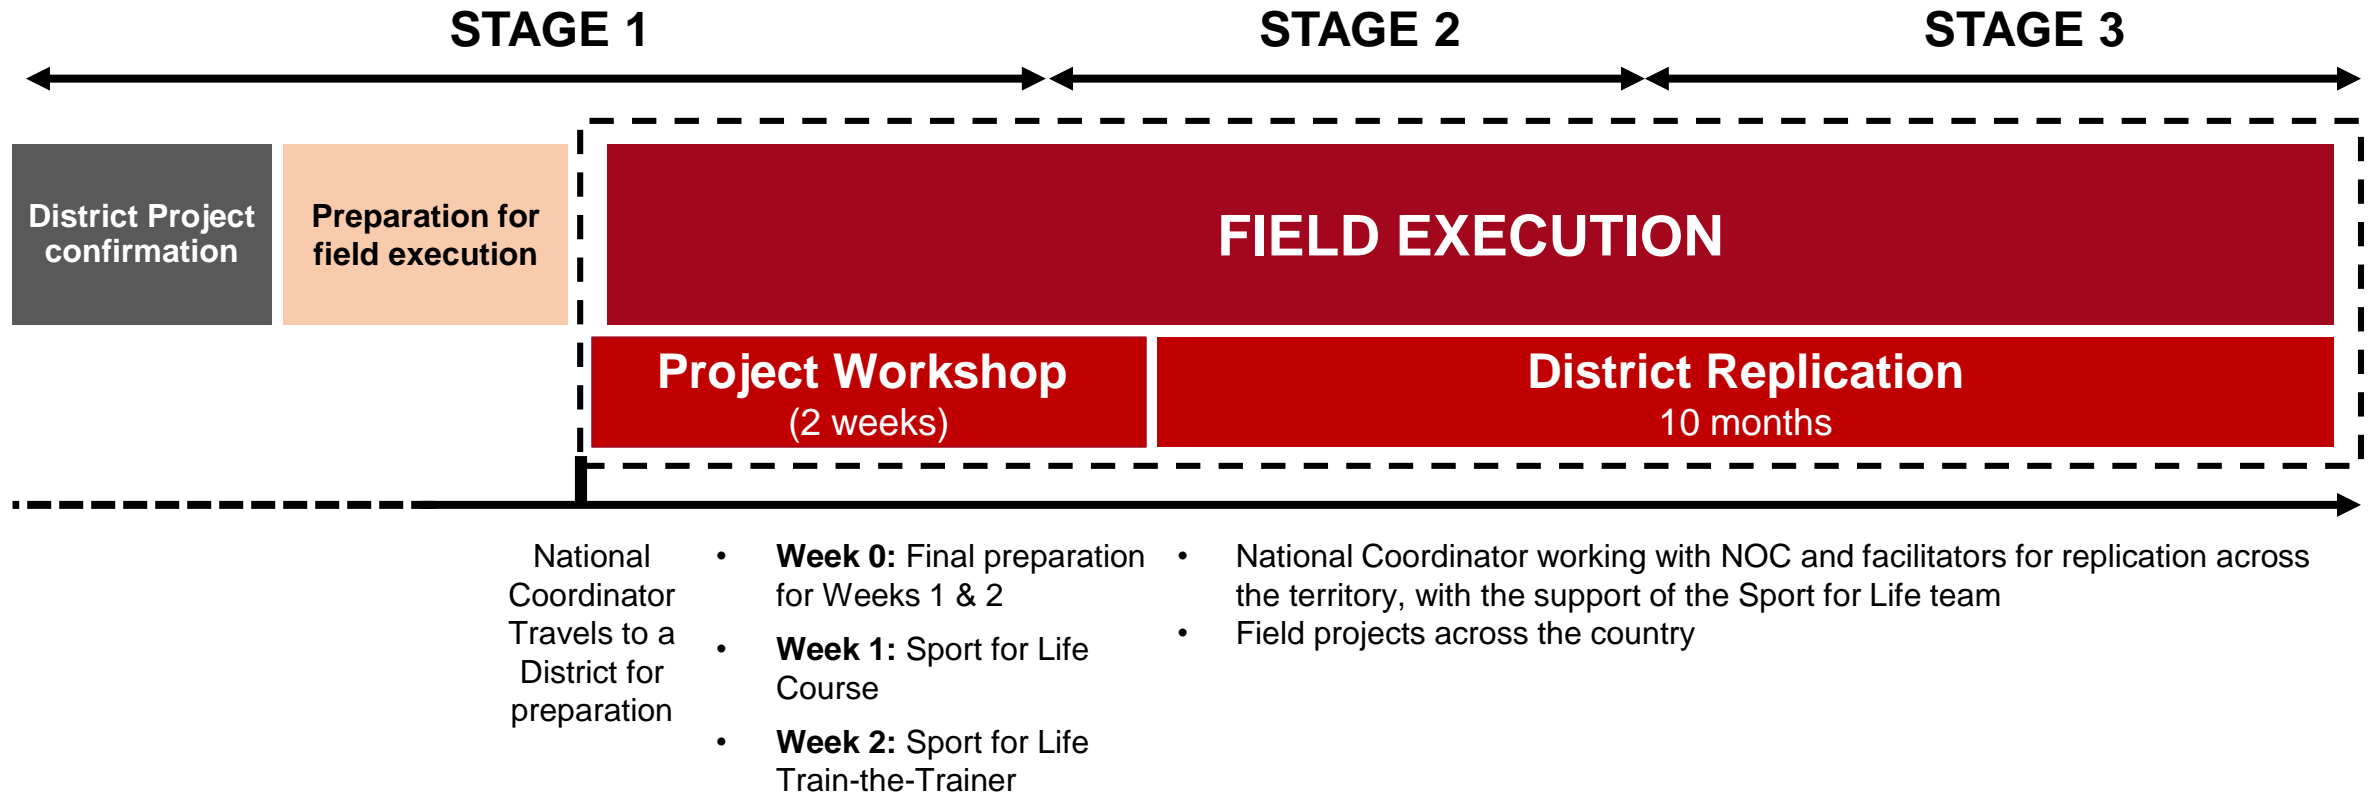 STAGE 1
STAGE 2
STAGE 3
District Project
confirmation
Preparation for
field execution
FIELD EXECUTION
Project Workshop
(2 weeks)
District Replication
10 months
National
Coordinator
Travels to a
District for
preparation
• Week 0: Final preparation
for Weeks 1 & 2
• Week 1: Sport for Life
Course
• Week 2: Sport for Life
Train-the-Trainer
• National Coordinator working with NOC and facilitators for replication across
the territory, with the support of the Sport for Life team
• Field projects across the country